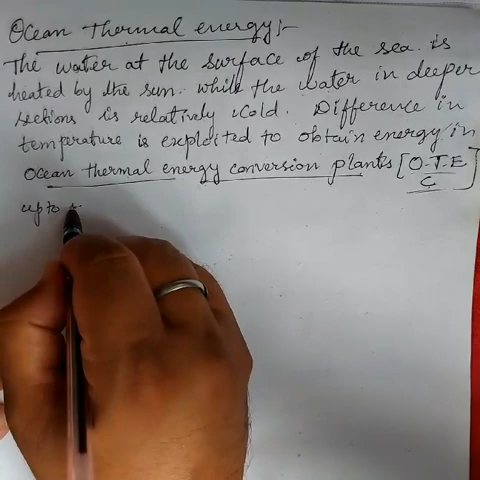 Ocean thermal energy:-
The water at the surface of the sea is
heated by the sun. while the water in deeper
sections is relatively cold. Difference in
temperature is exploited to obtain energy in
ocean thermal energy conversion plants [O.T.E
C]
upto